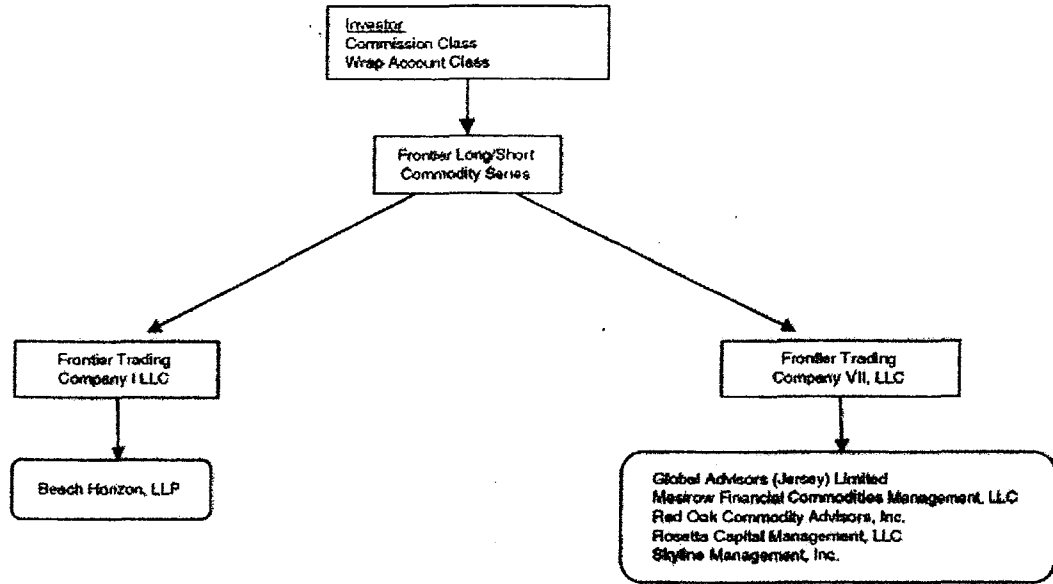 Investor
Commission Class
Wrap Account Class
Frontier Long/Short
Commodity Series
Frontier Trading
Company I LLC
Frontier Trading
Company VII, LLC
Beach Horizon, LLP
Global Advisors (Jersey) Limited
Mesirow Financial Commodities Management, LLC
Red Oak Commodity Advisors, Inc.
Rosetta Capital Management, LLC
Skyline Management, Inc.